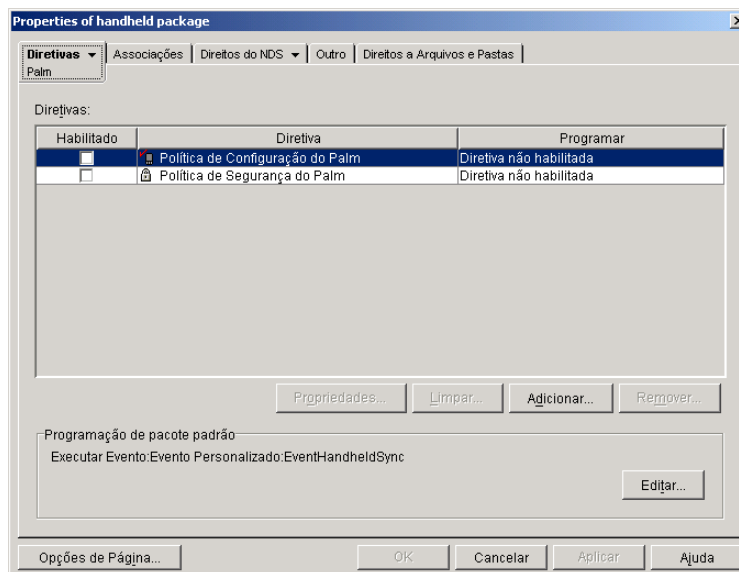 Properties of handheld package
Diretivas Associações Direitos do NDS Outro Direitos a Arquivos e Pastas
Palm
Diretivas:
Habilitado Diretiva Programar
Política de Configuração do Palm Diretiva não habilitada
Política de Segurança do Palm Diretiva não habilitada
Propriedades... Limpar... Adicionar... Remover...
Programação de pacote padrão
Executar Evento:Evento Personalizado:EventHandheldSync
Editar...
Opções de Página... OK Cancelar Aplicar Ajuda